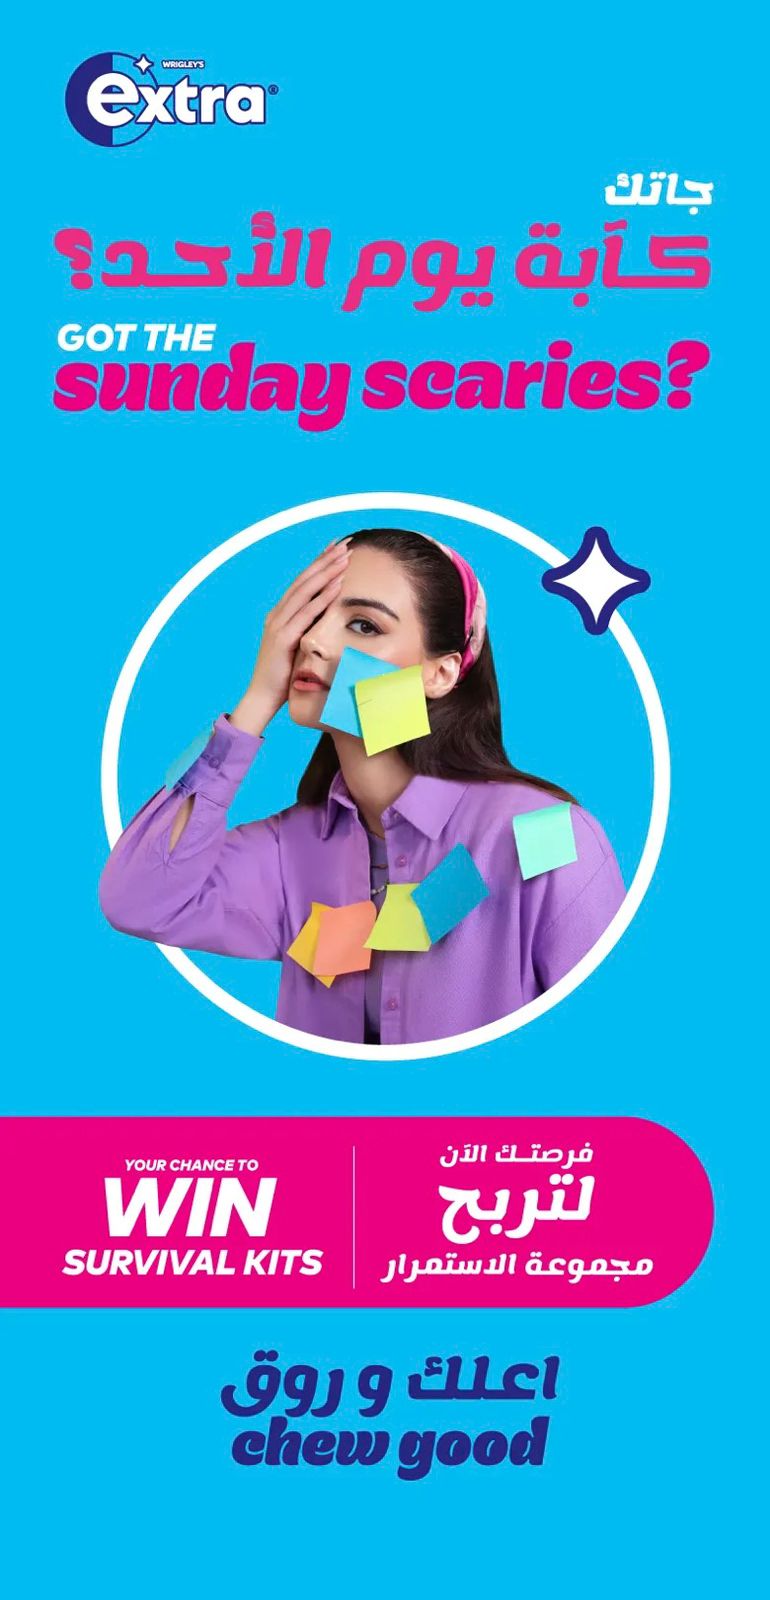 WRIGLEY'S
extra®
جاتك
كآبة يوم الأحد؟
GOT THE
sunday scaries?
YOUR CHANCE TO
WIN
SURVIVAL KITS
فرصتك الآن
لتربح
مجموعة الاستمرار
اعلك و روق
chew good